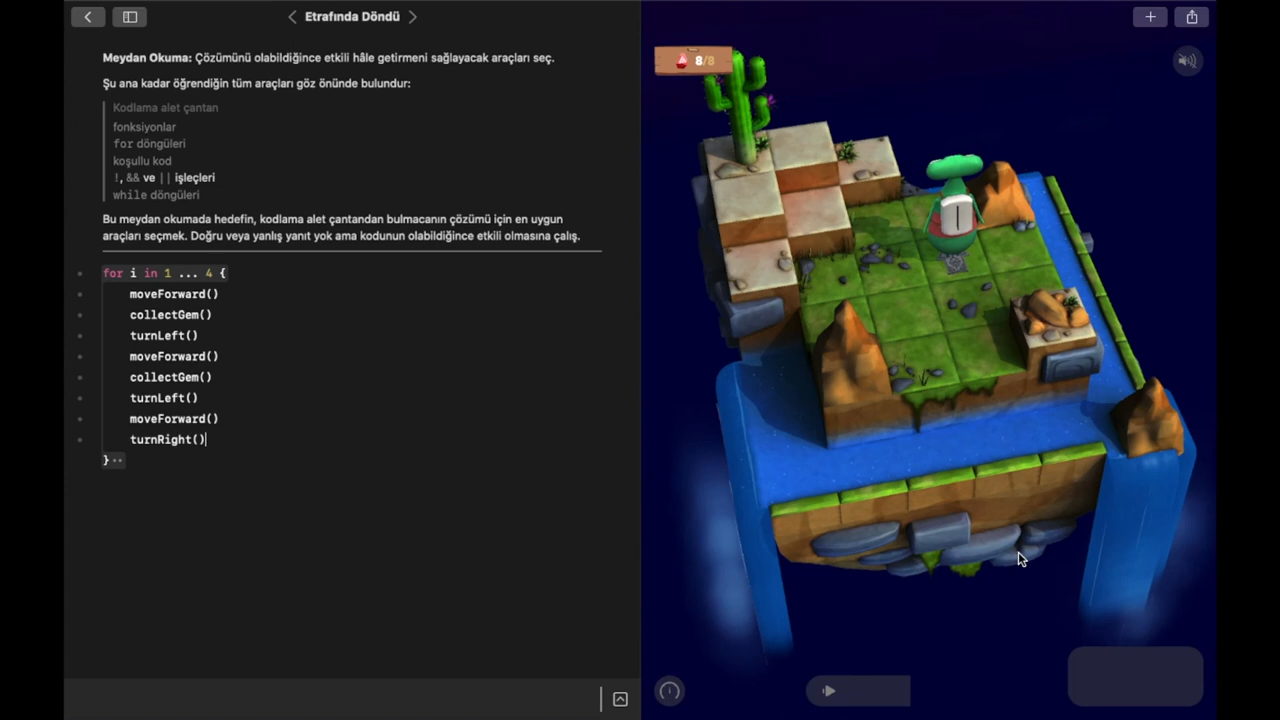 Etrafında Döndü
Meydan Okuma: Çözümünü olabildiğince etkili hâle getirmeni sağlayacak araçları seç.
Şu ana kadar öğrendiğin tüm araçları göz önünde bulundur:
Kodlama alet çantan
fonksiyonlar
for döngüleri
koşullu kod
!, && ve || işleçleri
while döngüleri
Bu meydan okumada hedefin, kodlama alet çantandan bulmacanın çözümü için en uygun
araçları seçmek. Doğru veya yanlış yanıt yok ama kodunun olabildiğince etkili olmasına çalış.
for i in 1 ... 4 {
moveForward()
collectGem()
turnLeft()
moveForward()
collectGem()
turnLeft()
moveForward()
turnRight()
}
8/8